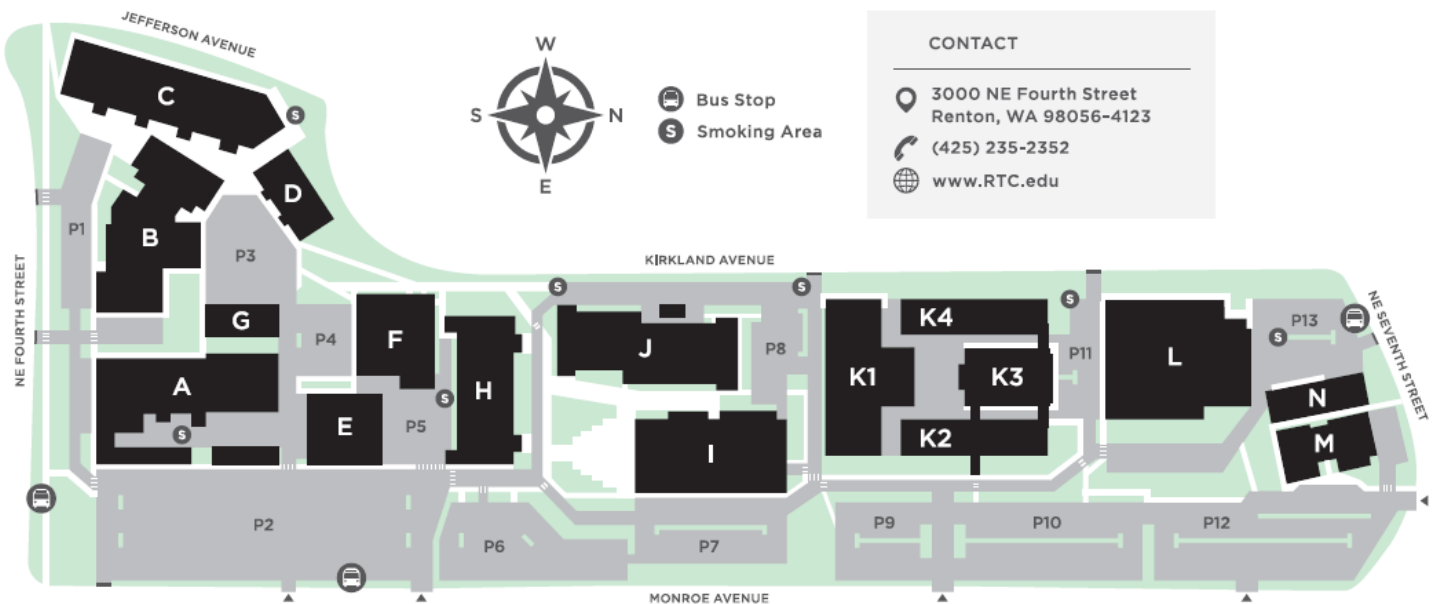 JEFFERSON AVENUE
C
S
W
S
N
E
Bus Stop
S
Smoking Area
CONTACT
3000 NE Fourth Street
Renton, WA 98056-4123
(425) 235-2352
www.RTC.edu
D
B
P1
P3
NE FOURTH STREET
KIRKLAND AVENUE
S
S
S
G
P4
F
A
S
E
P5
S
H
J
P8
I
K1
K4
K3
K2
P11
L
P13
S
NE SEVENTH STREET
N
M
P2
P6
P7
P9
P10
P12
MONROE AVENUE